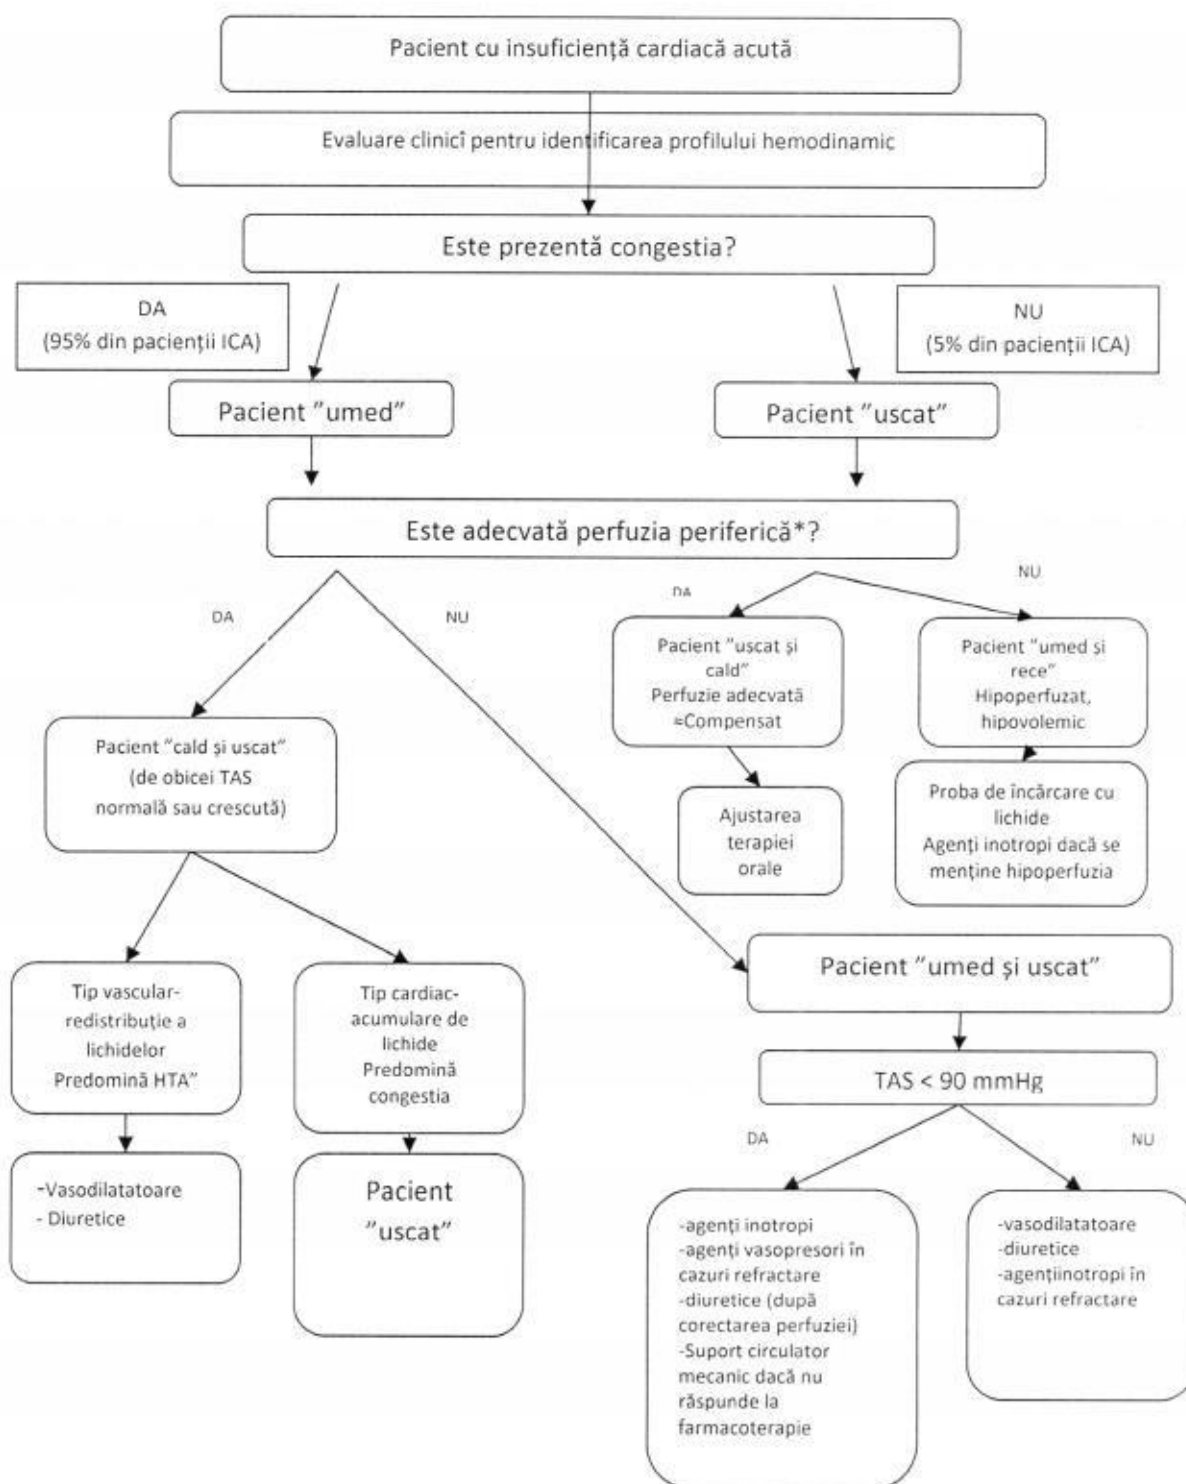 Pacient cu insuficiență cardiacă acută
Evaluare clinicî pentru identificarea profilului hemodinamic
Este prezentă congestia?
DA
(95% din pacienții ICA)
NU
(5% din pacienții ICA)
Pacient ”umed”
Pacient ”uscat”
Este adecvată perfuzia periferică*?
DA
NU
DA
NU
Pacient ”uscat și
cald”
Perfuzie adecvată
≈Compensat
Pacient ”umed și
rece”
Hipoperfuzat,
hipovolemic
Pacient ”cald și uscat”
(de obicei TAS
normală sau crescută)
Ajustarea
terapiei
orale
Proba de încărcare cu
lichide
Agenți inotropi dacă se
menține hipoperfuzia
Pacient ”umed și uscat”
Tip vascular-
redistribuție a
lichidelor
Predomină HTA”
Tip cardiac-
acumulare de
lichide
Predomină
congestia
TAS < 90 mmHg
DA
NU
-Vasodilatatoare
- Diuretice
Pacient
”uscat”
-agenți inotropi
-agenți vasopresori în
cazuri refractare
-diuretice (după
corectarea perfuziei)
-Suport circulator
mecanic dacă nu
răspunde la
farmacoterapie
-vasodilatatoare
-diuretice
-agențiinotropi în
cazuri refractare